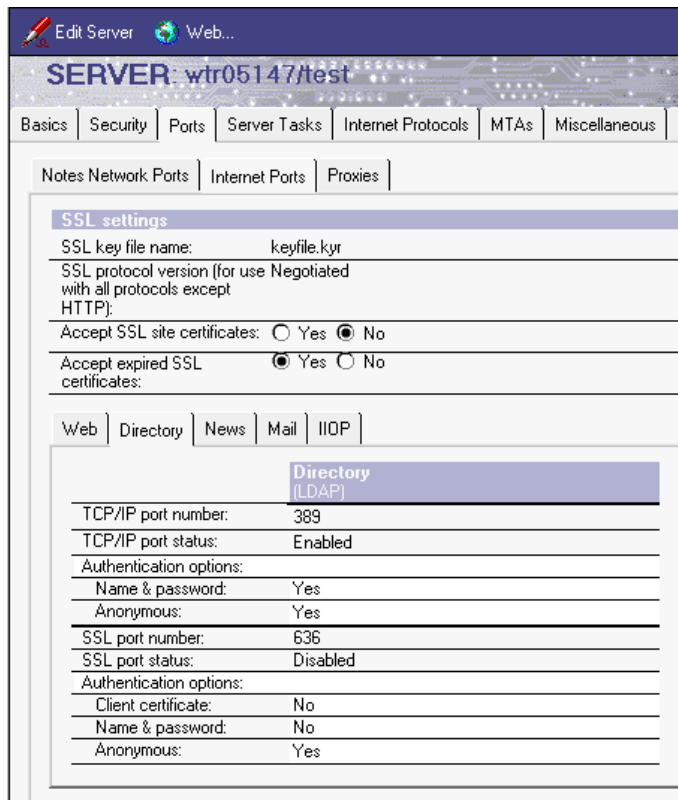 Edit Server Web...
SERVER: wtr05147/test
Basics Security Ports Server Tasks Internet Protocols MTAs Miscellaneous
Notes Network Ports Internet Ports Proxies
SSL settings
SSL key file name: keyfile.kyr
SSL protocol version (for use Negotiated
with all protocols except
HTTP):
Accept SSL site certificates: Yes No
Accept expired SSL Yes No
certificates:
Web Directory News Mail IIOP
Directory
(LDAP)
TCP/IP port number: 389
TCP/IP port status: Enabled
Authentication options:
Name & password: Yes
Anonymous: Yes
SSL port number: 636
SSL port status: Disabled
Authentication options:
Client certificate: No
Name & password: No
Anonymous: Yes